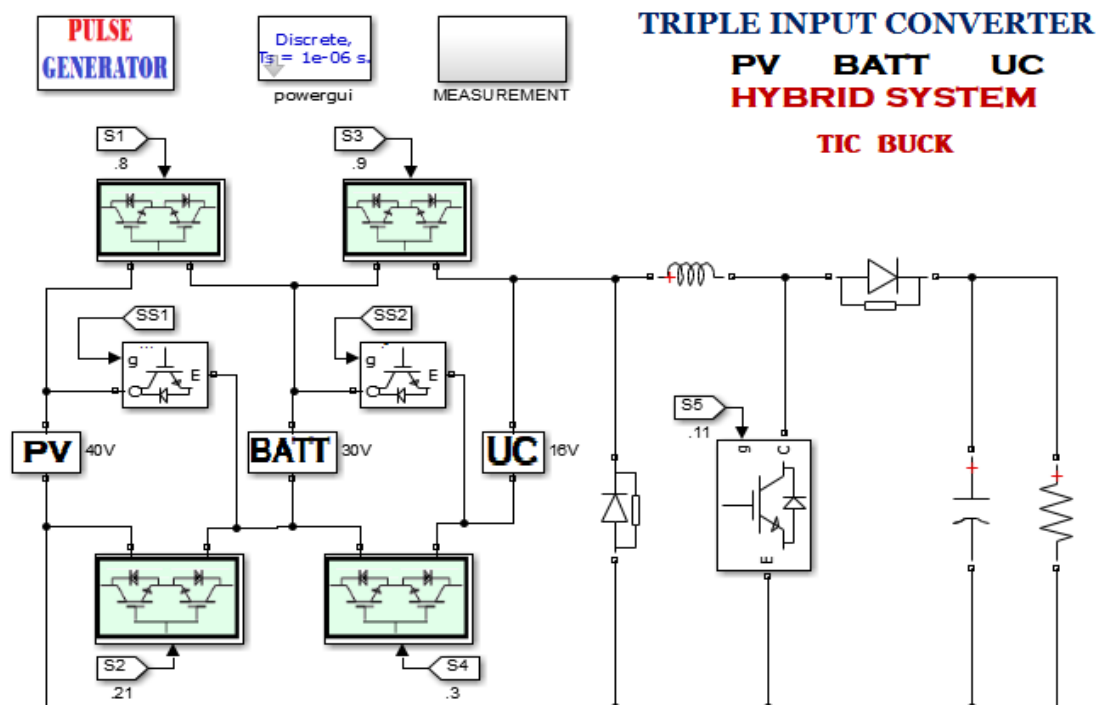 PULSE
GENERATOR
Discrete,
Ts = 1e-06 s.
powergui
MEASUREMENT
TRIPLE INPUT CONVERTER
PV BATT UC
HYBRID SYSTEM
TIC BUCK
S1
.8
S3
.9
SS1
...
g
E
SS2
g
E
PV
40V
BATT
30V
UC
16V
S5
.11
g
C
E
S2
.21
S4
.3